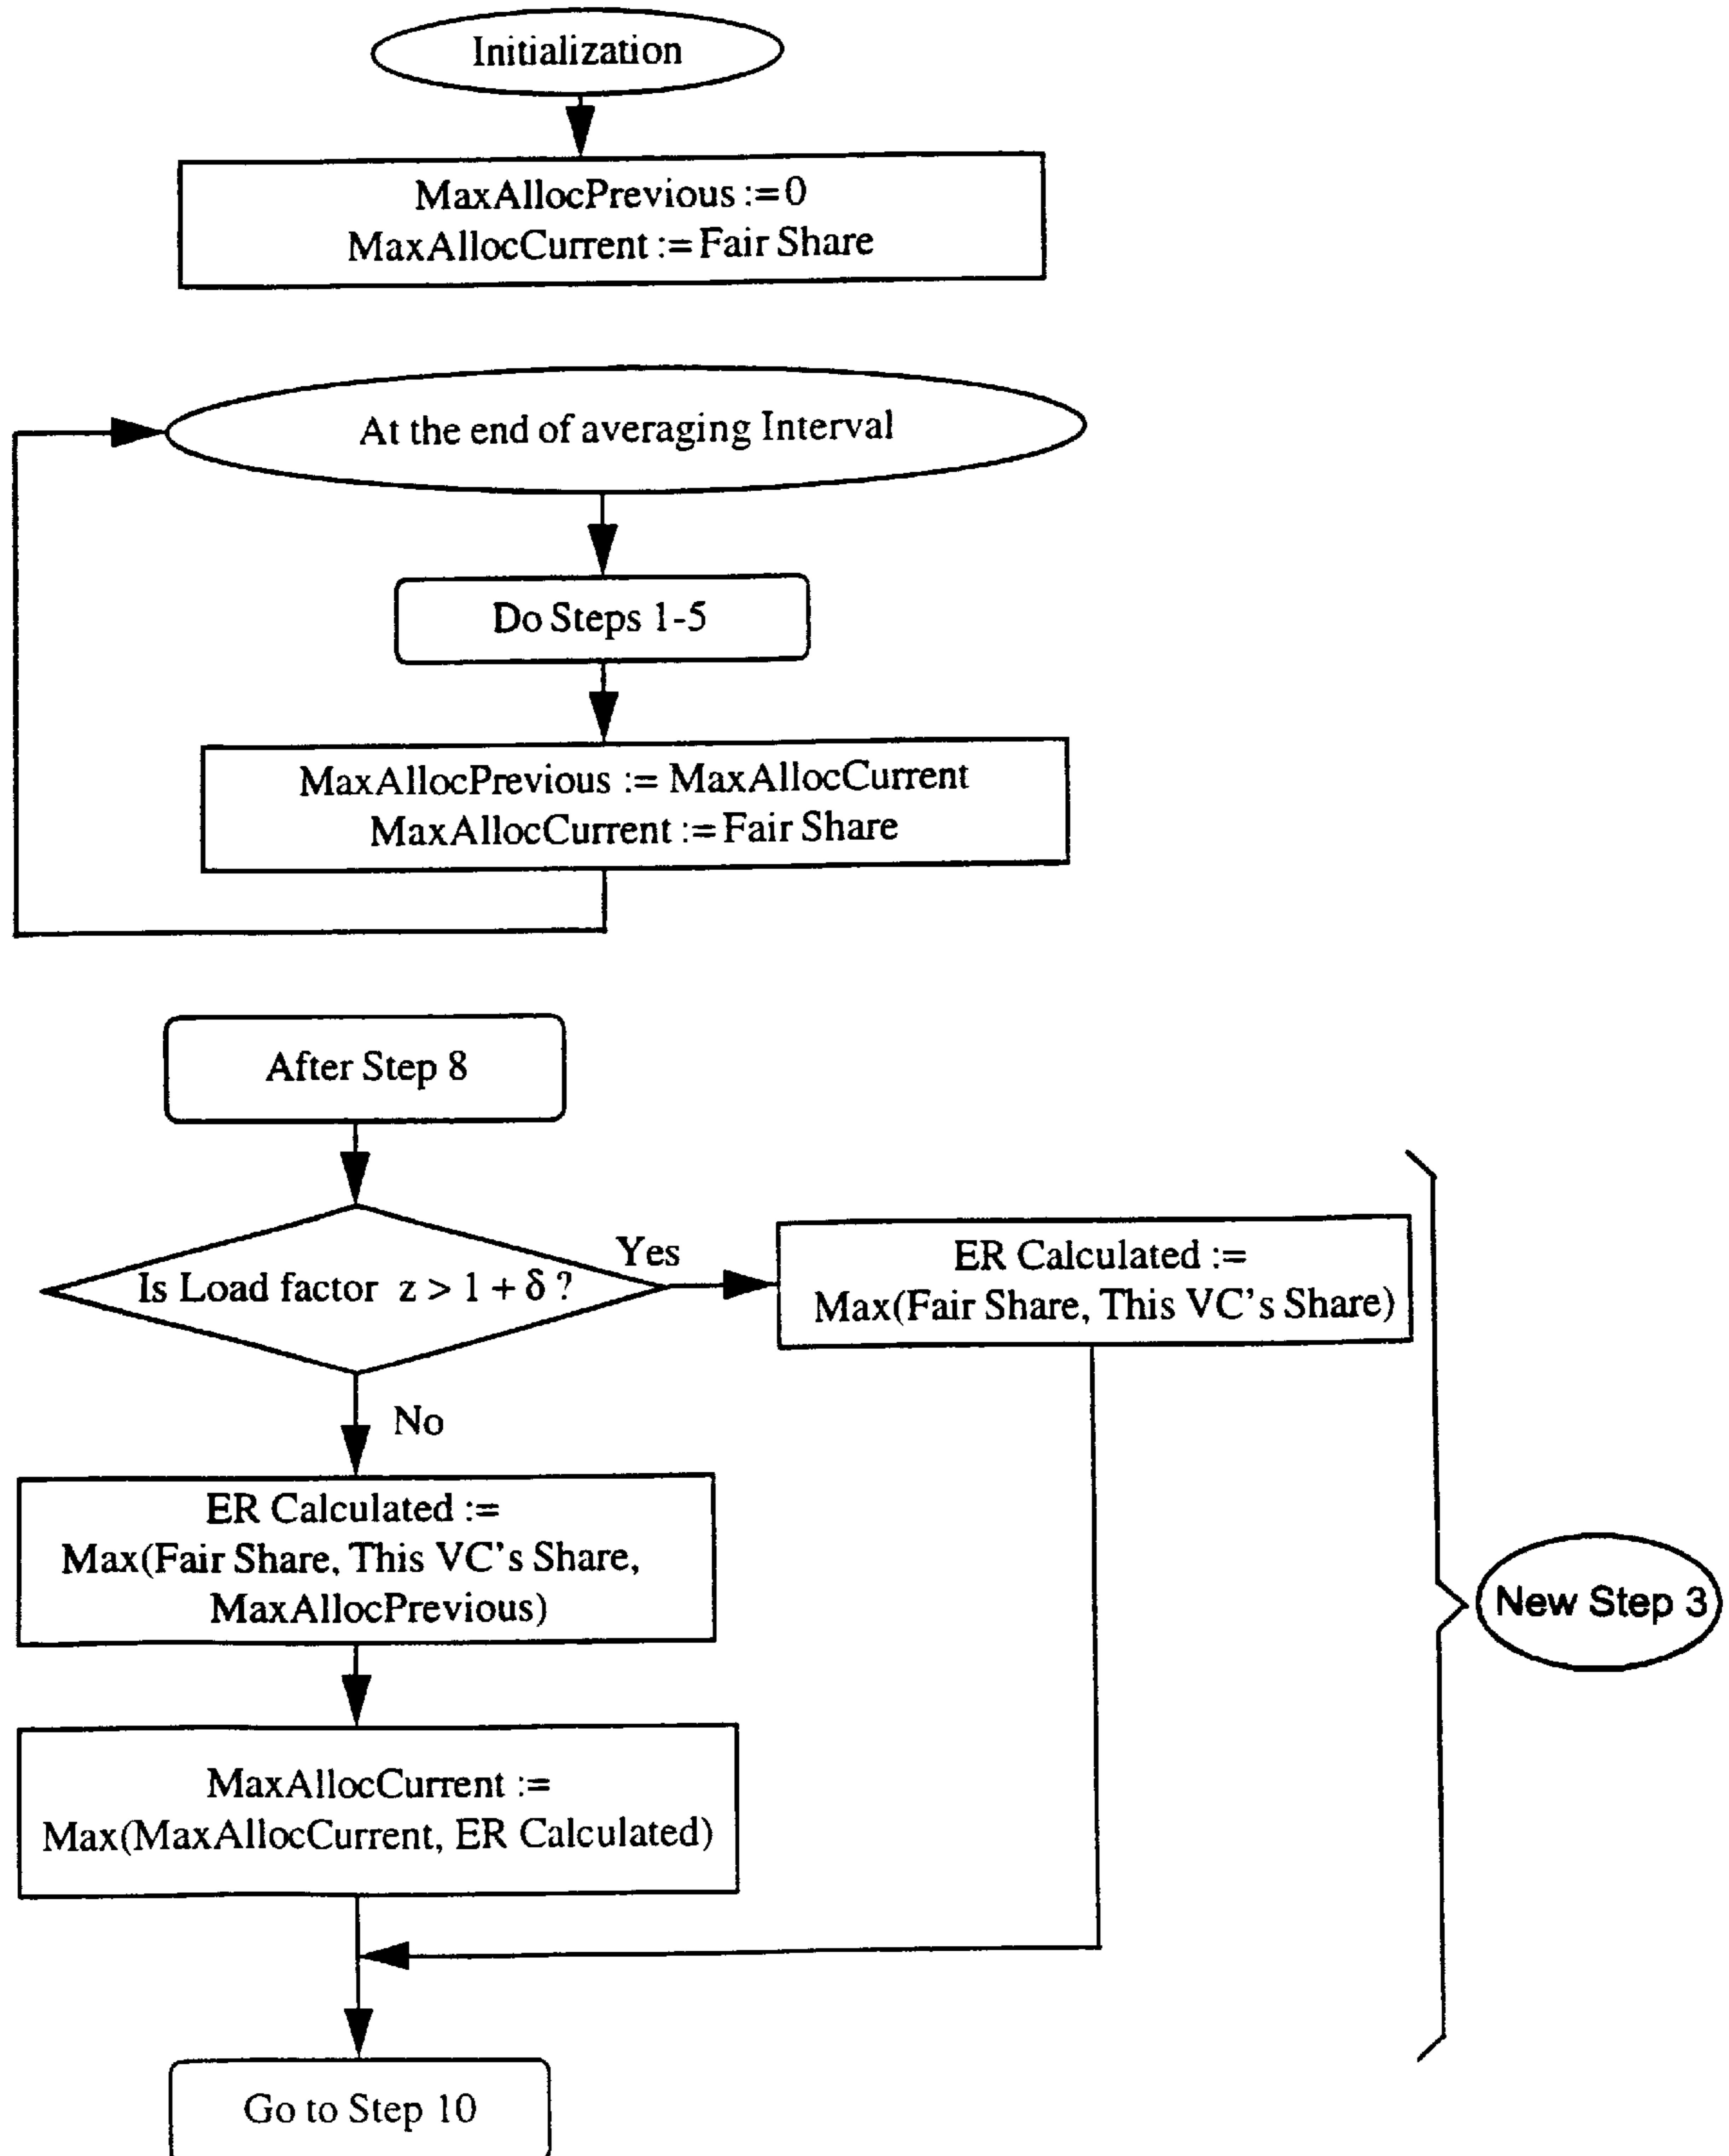 Initialization
MaxAllocPrevious := 0
MaxAllocCurrent := Fair Share
At the end of averaging Interval
Do Steps 1-5
MaxAllocPrevious := MaxAllocCurrent
MaxAllocCurrent := Fair Share
After Step 8
Is Load factor z > 1 + δ ?
Yes
ER Calculated :=
Max(Fair Share, This VC's Share)
No
ER Calculated :=
Max(Fair Share, This VC's Share,
MaxAllocPrevious)
New Step 3
MaxAllocCurrent :=
Max(MaxAllocCurrent, ER Calculated)
Go to Step 10